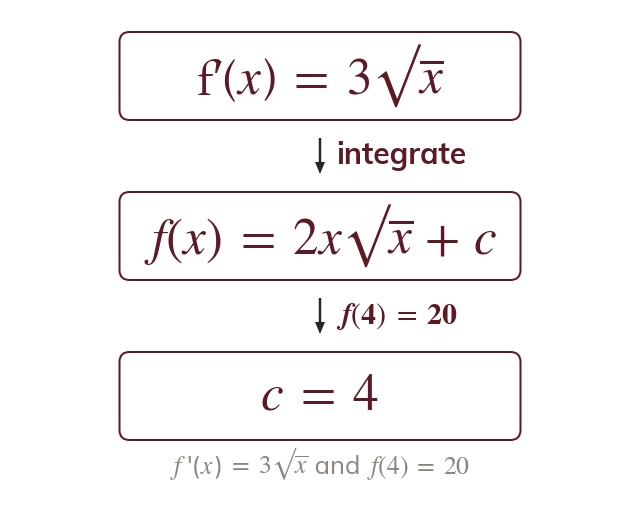 f′(x) = 3√x
integrate
f(x) = 2x√x + c
f(4) = 20
c = 4
f '(x) = 3√x and f(4) = 20